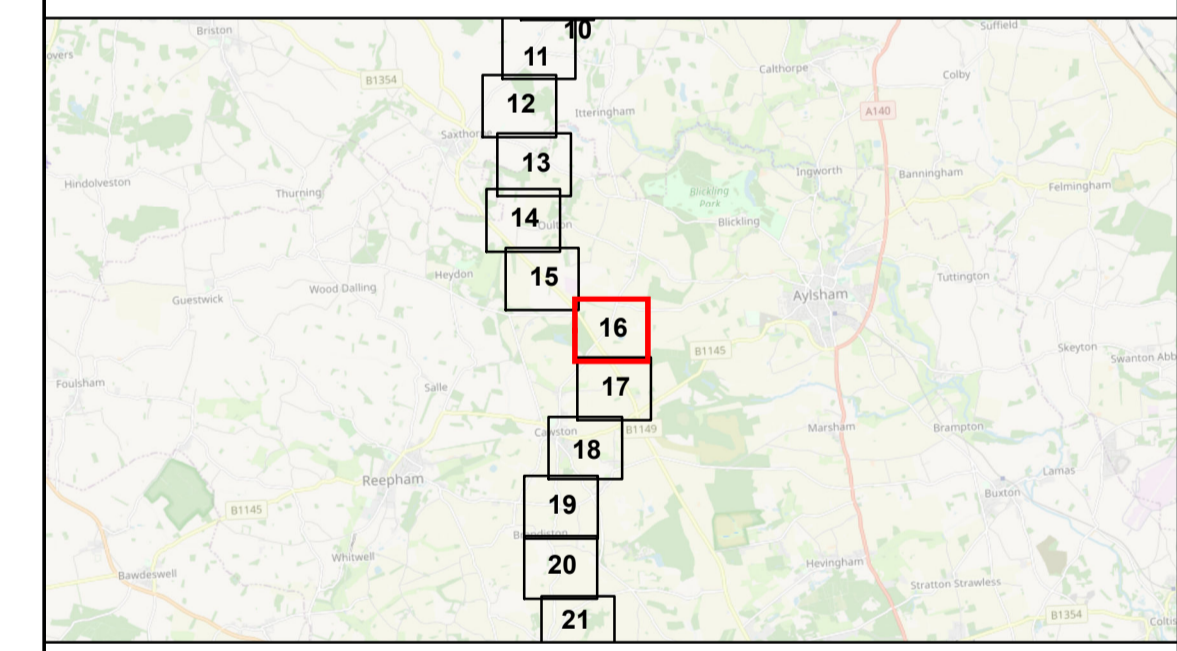 Suffield
Briston
10
overs
11
Calthorpe
Colby
B1354
12
A140
Itteringham
Saxthorpe
13
Ingworth
Banningham
Hindolveston
Thurning
Felmingham
Blickling
Park
14
Oulton
Blickling
Heydon
15
Tuttington
Wood Dalling
Guestwick
Aylsham
16
B1145
Skeyton
Swanton Abb
Foulsham
Salle
17
Cawston
B1149
Marsham
Brampton
18
Lamas
Reepham
Buxton
19
B1145
Brandiston
Whitwell
20
Hevingham
Bawdeswell
Stratton Strawless
21
B1354
Coltis